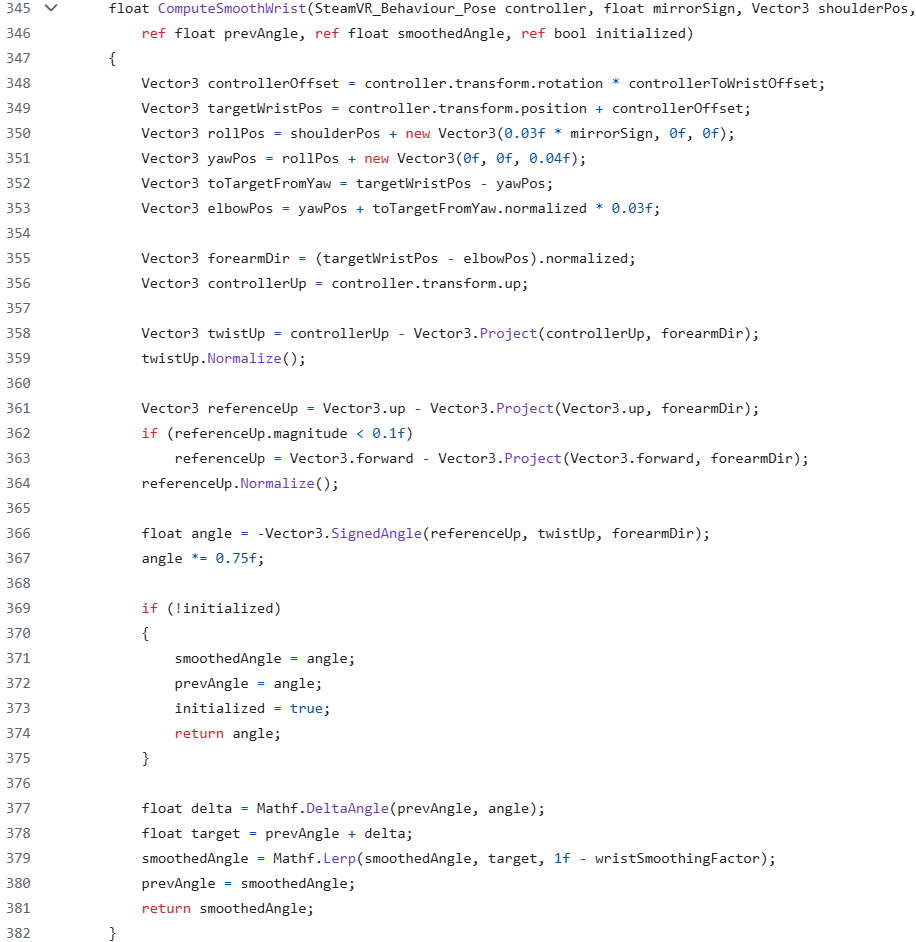 345 float ComputeSmoothWrist(SteamVR_Behaviour_Pose controller, float mirrorSign, Vector3 shoulderPos,
346 ref float prevAngle, ref float smoothedAngle, ref bool initialized)
347 {
348 Vector3 controllerOffset = controller.transform.rotation * controllerToWristOffset;
349 Vector3 targetWristPos = controller.transform.position + controllerOffset;
350 Vector3 rollPos = shoulderPos + new Vector3(0.03f * mirrorSign, 0f, 0f);
351 Vector3 yawPos = rollPos + new Vector3(0f, 0f, 0.04f);
352 Vector3 toTargetFromYaw = targetWristPos - yawPos;
353 Vector3 elbowPos = yawPos + toTargetFromYaw.normalized * 0.03f;
354
355 Vector3 forearmDir = (targetWristPos - elbowPos).normalized;
356 Vector3 controllerUp = controller.transform.up;
357
358 Vector3 twistUp = controllerUp - Vector3.Project(controllerUp, forearmDir);
359 twistUp.Normalize();
360
361 Vector3 referenceUp = Vector3.up - Vector3.Project(Vector3.up, forearmDir);
362 if (referenceUp.magnitude < 0.1f)
363 referenceUp = Vector3.forward - Vector3.Project(Vector3.forward, forearmDir);
364 referenceUp.Normalize();
365
366 float angle = -Vector3.SignedAngle(referenceUp, twistUp, forearmDir);
367 angle *= 0.75f;
368
369 if (!initialized)
370 {
371 smoothedAngle = angle;
372 prevAngle = angle;
373 initialized = true;
374 return angle;
375 }
376
377 float delta = Mathf.DeltaAngle(prevAngle, angle);
378 float target = prevAngle + delta;
379 smoothedAngle = Mathf.Lerp(smoothedAngle, target, 1f - wristSmoothingFactor);
380 prevAngle = smoothedAngle;
381 return smoothedAngle;
382 }